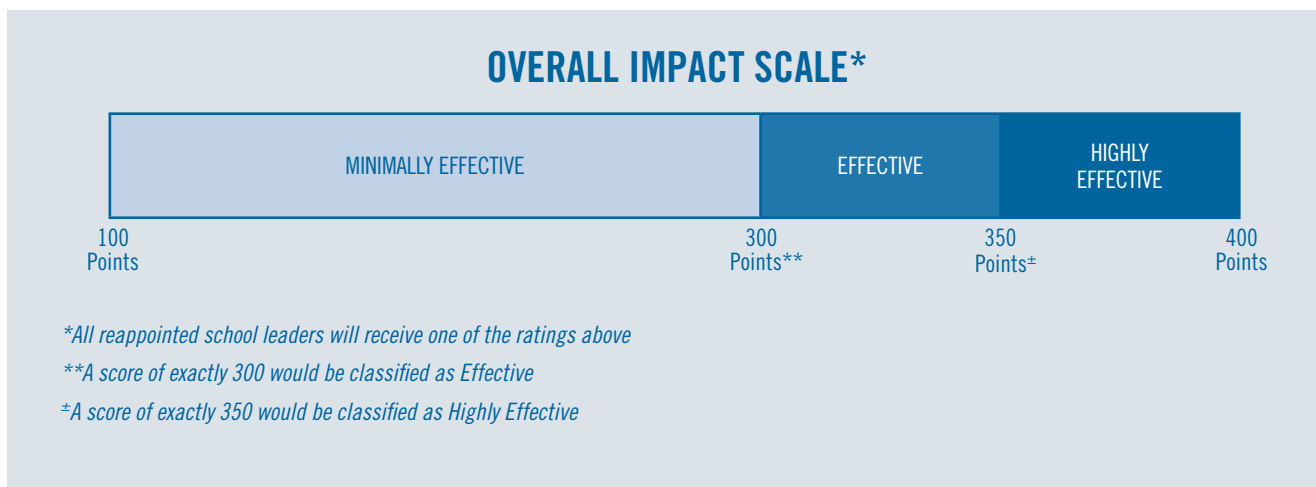 OVERALL IMPACT SCALE*
MINIMALLY EFFECTIVE
EFFECTIVE
HIGHLY
EFFECTIVE
100
Points
300
Points**
350
Points±
400
Points
*All reappointed school leaders will receive one of the ratings above
**A score of exactly 300 would be classified as Effective
±A score of exactly 350 would be classified as Highly Effective